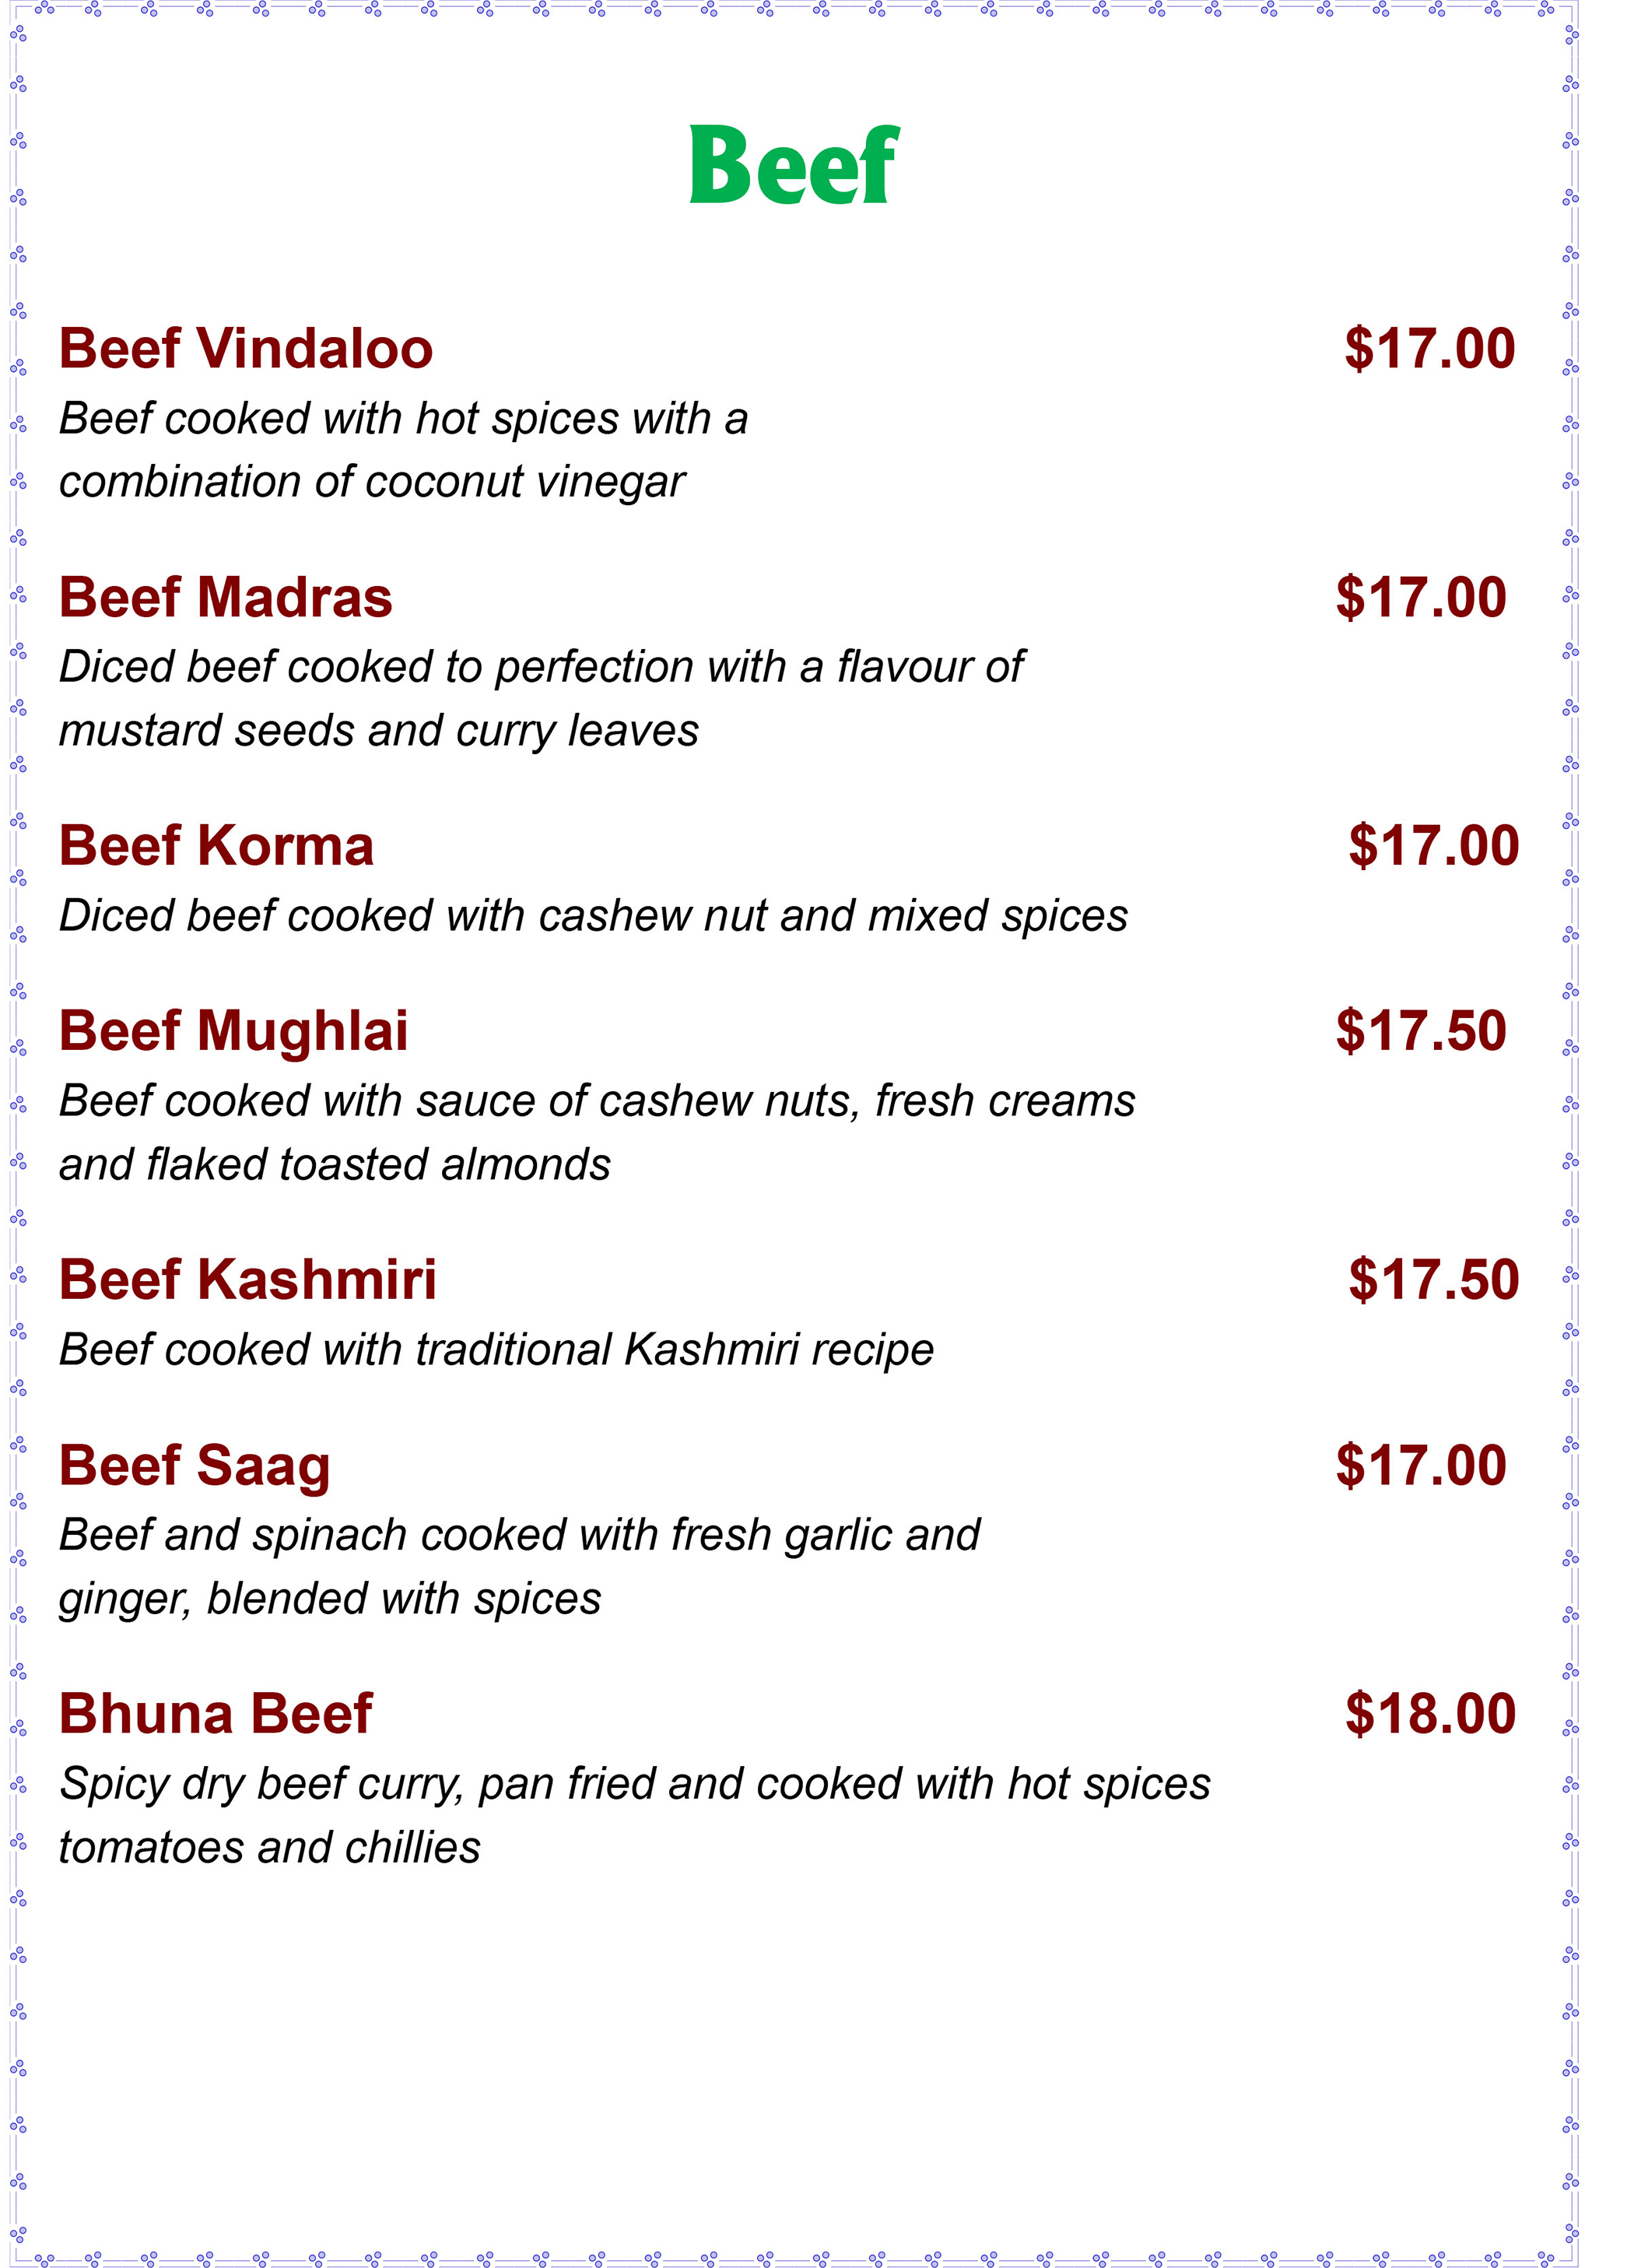 Beef
Beef Vindaloo $17.00
Beef cooked with hot spices with a
combination of coconut vinegar
Beef Madras $17.00
Diced beef cooked to perfection with a flavour of
mustard seeds and curry leaves
Beef Korma $17.00
Diced beef cooked with cashew nut and mixed spices
Beef Mughlai $17.50
Beef cooked with sauce of cashew nuts, fresh creams
and flaked toasted almonds
Beef Kashmiri $17.50
Beef cooked with traditional Kashmiri recipe
Beef Saag $17.00
Beef and spinach cooked with fresh garlic and
ginger, blended with spices
Bhuna Beef $18.00
Spicy dry beef curry, pan fried and cooked with hot spices
tomatoes and chillies